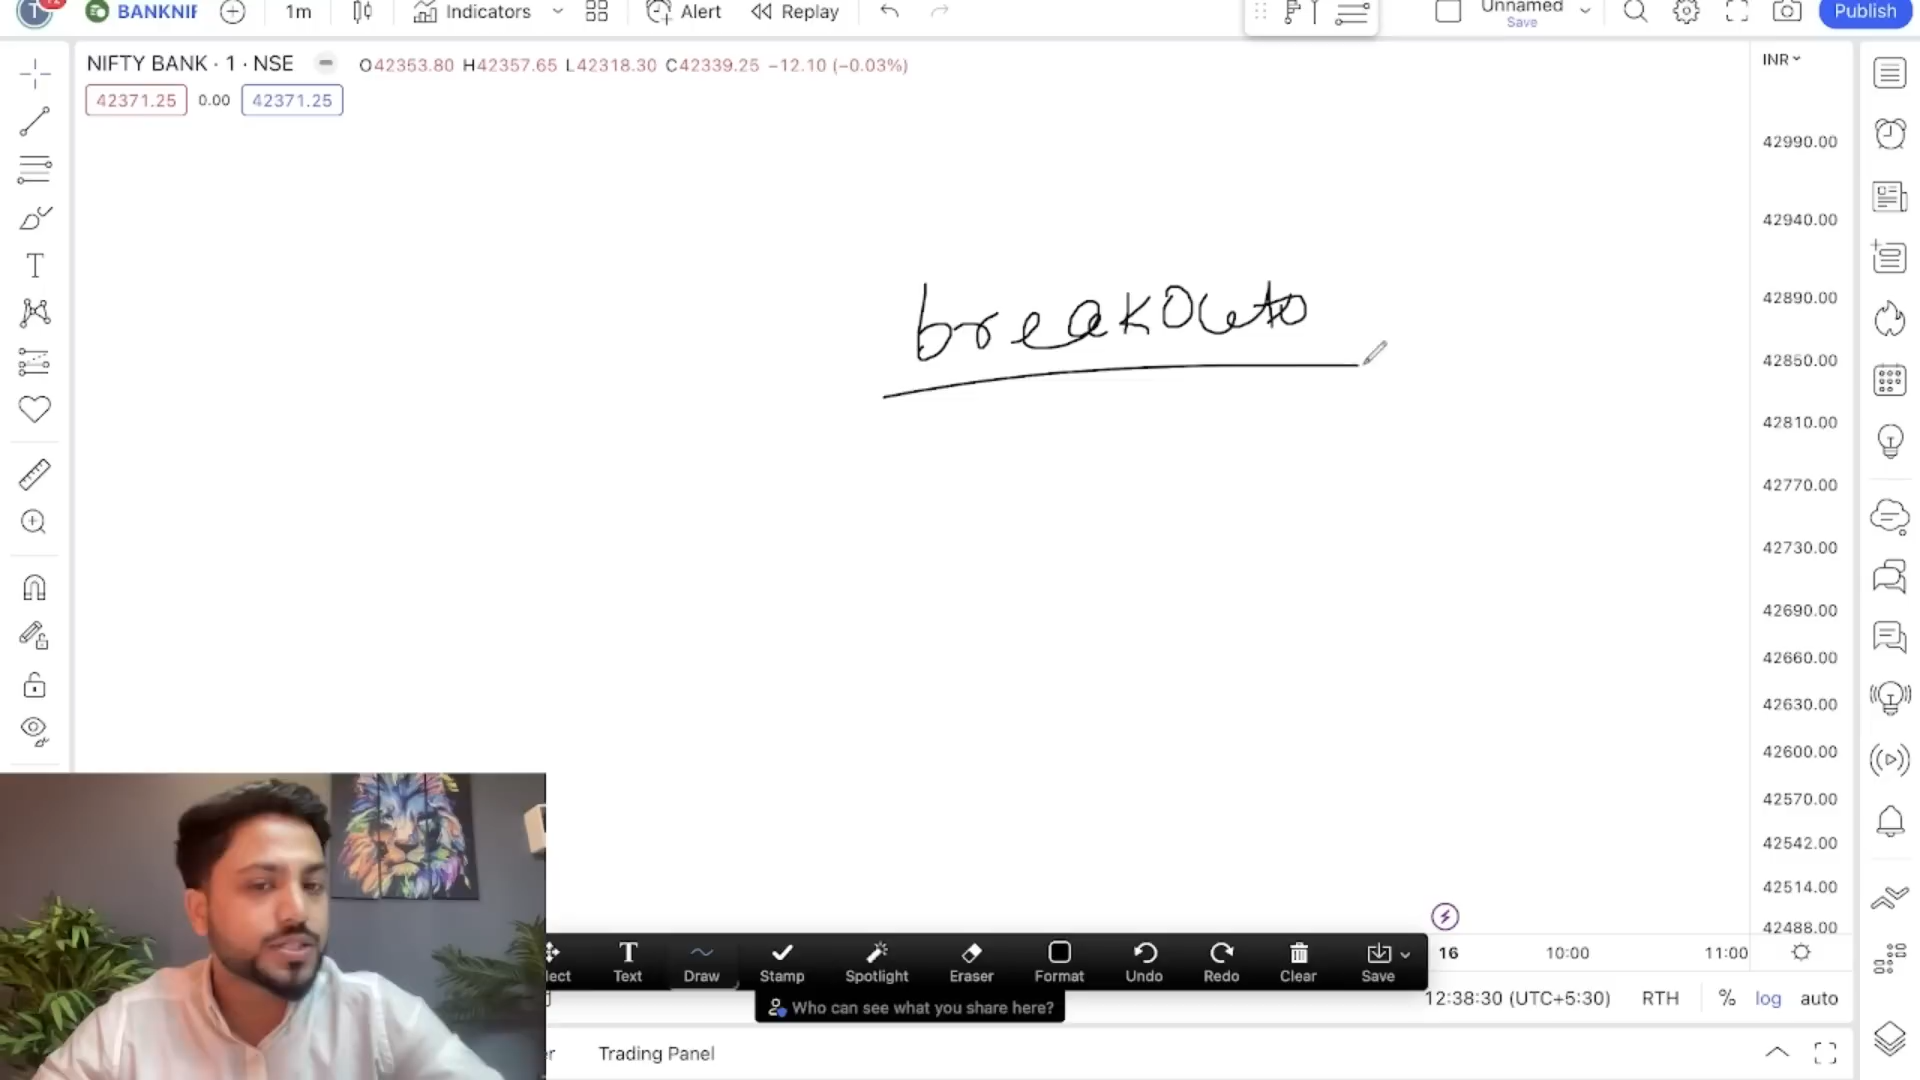 T 12 BANKNIF 1m Indicators Alert Replay Unnamed Save Publish
NIFTY BANK · 1 · NSE O42353.80 H42357.65 L42318.30 C42339.25 −12.10 (−0.03%) INR
42371.25 0.00 42371.25
42990.00
42940.00
42890.00
breakOuts
42850.00
42810.00
42770.00
42730.00
42690.00
42660.00
42630.00
42600.00
42570.00
42542.00
42514.00
42488.00
16 10:00 11:00
lect Text Draw Stamp Spotlight Eraser Format Undo Redo Clear Save
12:38:30 (UTC+5:30) RTH % log auto
Who can see what you share here?
r Trading Panel